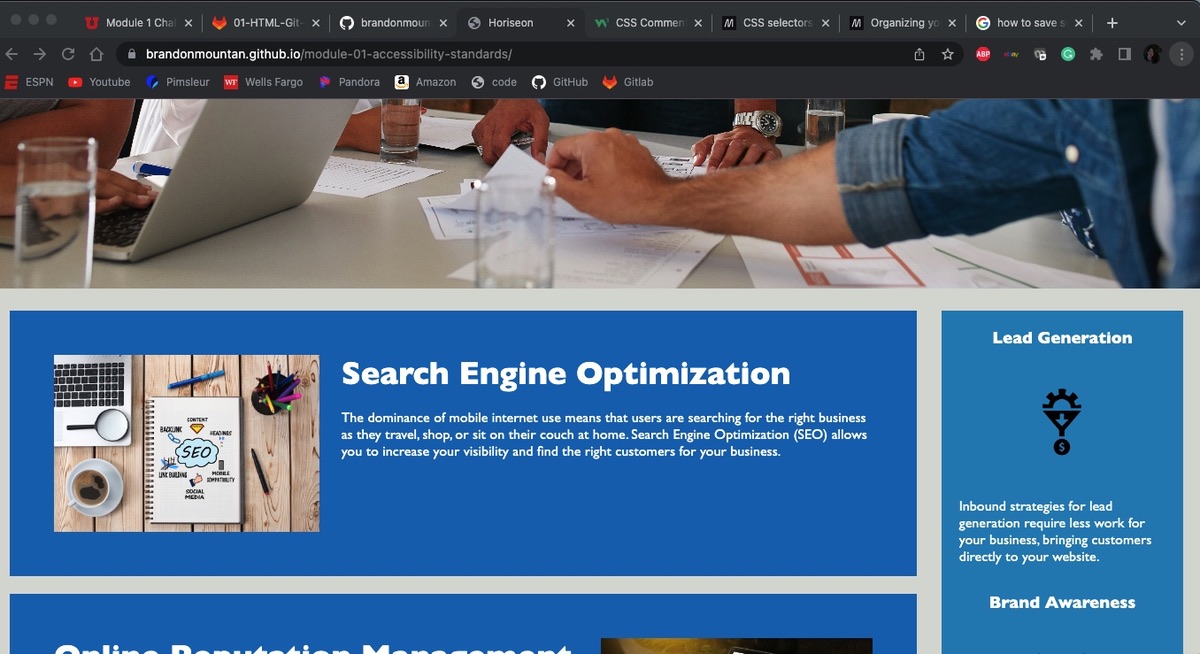 Module 1 Chal
01-HTML-Git-
brandonmoun
Horiseon
CSS Commen
CSS selectors
Organizing yo
how to save s
brandonmountan.github.io/module-01-accessibility-standards/
ABP
ebay
ESPN
Youtube
Pimsleur
WF
Wells Fargo
Pandora
a
Amazon
code
GitHub
Gitlab
Search Engine Optimization
The dominance of mobile internet use means that users are searching for the right business
as they travel, shop, or sit on their couch at home. Search Engine Optimization (SEO) allows
you to increase your visibility and find the right customers for your business.
CONTENT
BACKLINK
HEADINGS
SEO
LINK BUILDING
MOBILE
COMPATIBILITY
SOCIAL
MEDIA
Lead Generation
$
Inbound strategies for lead
generation require less work for
your business, bringing customers
directly to your website.
Brand Awareness
Online Reputation Management